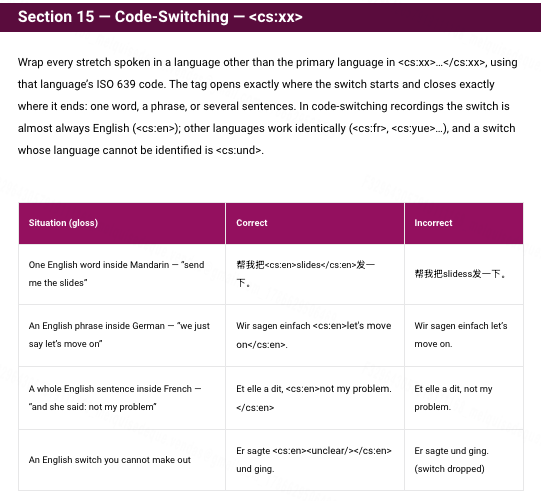 Section 15 — Code-Switching — <cs:xx>
Wrap every stretch spoken in a language other than the primary language in <cs:xx>…</cs:xx>, using
that language’s ISO 639 code. The tag opens exactly where the switch starts and closes exactly
where it ends: one word, a phrase, or several sentences. In code-switching recordings the switch is
almost always English (<cs:en>); other languages work identically (<cs:fr>, <cs:yue>…), and a switch
whose language cannot be identified is <cs:und>.
Situation (gloss)
Correct
Incorrect
One English word inside Mandarin — “send
me the slides”
帮我把<cs:en>slides</cs:en>发一
下。
帮我把slidess发一下。
An English phrase inside German — “we just
say let’s move on”
Wir sagen einfach <cs:en>let’s move
on</cs:en>.
Wir sagen einfach let’s
move on.
A whole English sentence inside French —
“and she said: not my problem”
Et elle a dit, <cs:en>not my problem.
</cs:en>
Et elle a dit, not my
problem.
An English switch you cannot make out
Er sagte <cs:en><unclear/></cs:en>
und ging.
Er sagte und ging.
(switch dropped)